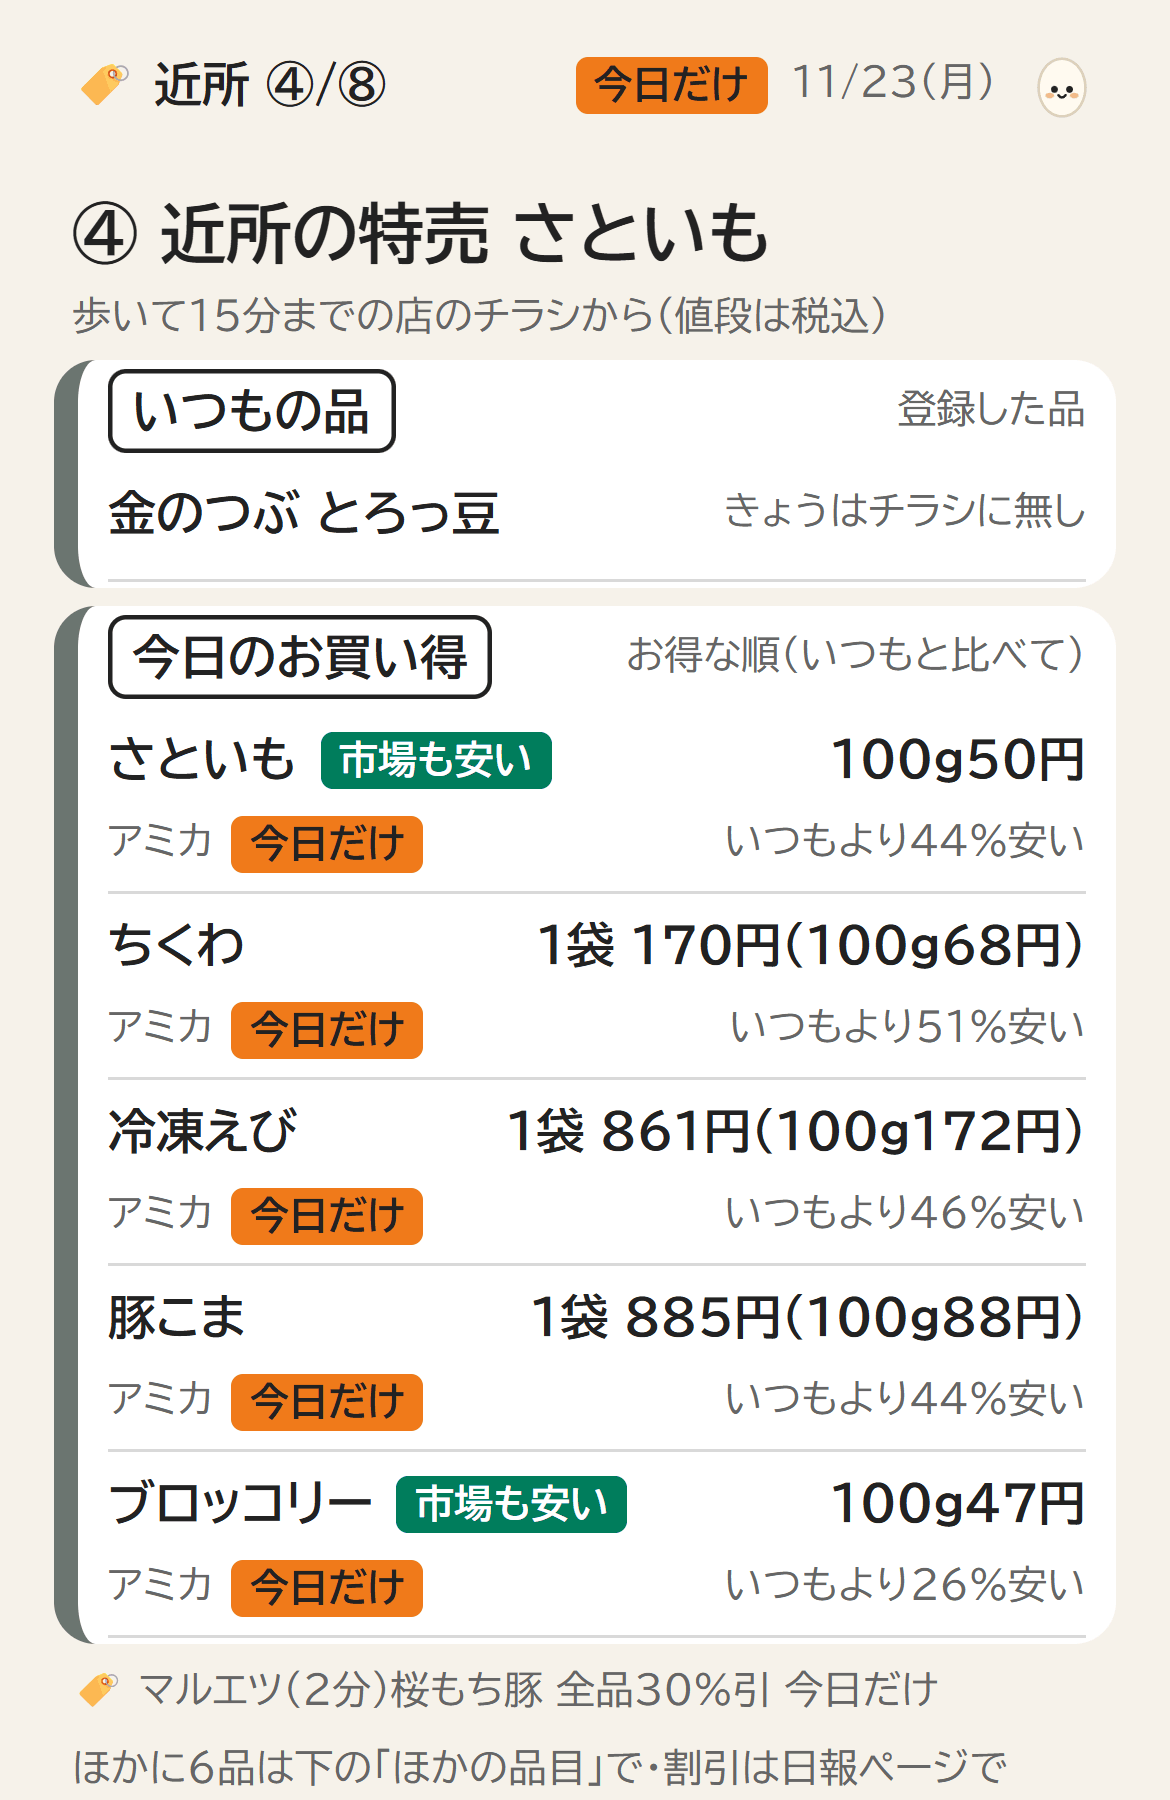 近所 ④/⑧ 今日だけ 11/23(月)
④ 近所の特売 さといも
歩いて15分までの店のチラシから(値段は税込)
いつもの品 登録した品
金のつぶ とろっ豆 きょうはチラシに無し
今日のお買い得 お得な順(いつもと比べて)
さといも 市場も安い 100g50円
アミカ 今日だけ いつもより44%安い
ちくわ 1袋 170円(100g68円)
アミカ 今日だけ いつもより51%安い
冷凍えび 1袋 861円(100g172円)
アミカ 今日だけ いつもより46%安い
豚こま 1袋 885円(100g88円)
アミカ 今日だけ いつもより44%安い
ブロッコリー 市場も安い 100g47円
アミカ 今日だけ いつもより26%安い
マルエツ(2分)桜もち豚 全品30%引 今日だけ
ほかに6品は下の「ほかの品目」で・割引は日報ページで